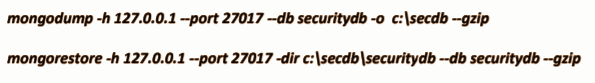 mongodump -h 127.0.0.1 --port 27017 --db securitydb -o c:\secdb --gzip
mongorestore -h 127.0.0.1 --port 27017 -dir c:\secdb\securitydb --db securitydb --gzip